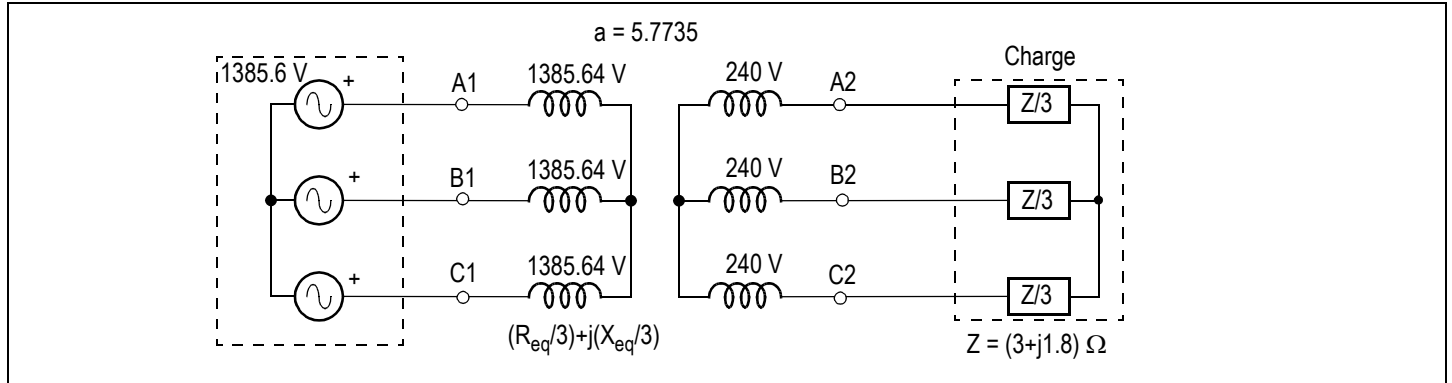 a = 5.7735
Charge
1385.6 V
+
A1
1385.64 V
240 V
A2
Z/3
+
B1
1385.64 V
240 V
B2
Z/3
+
C1
1385.64 V
240 V
C2
Z/3
(Req/3)+j(Xeq/3)
Z = (3+j1.8) Ω